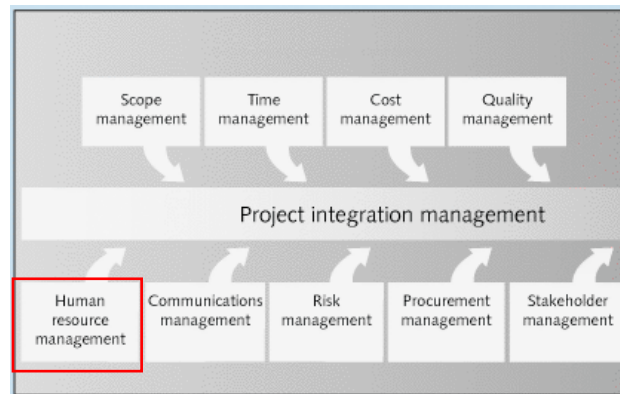 Scope
management
Time
management
Cost
management
Quality
management
Project integration management
Human
resource
management
Communications
management
Risk
management
Procurement
management
Stakeholder
management